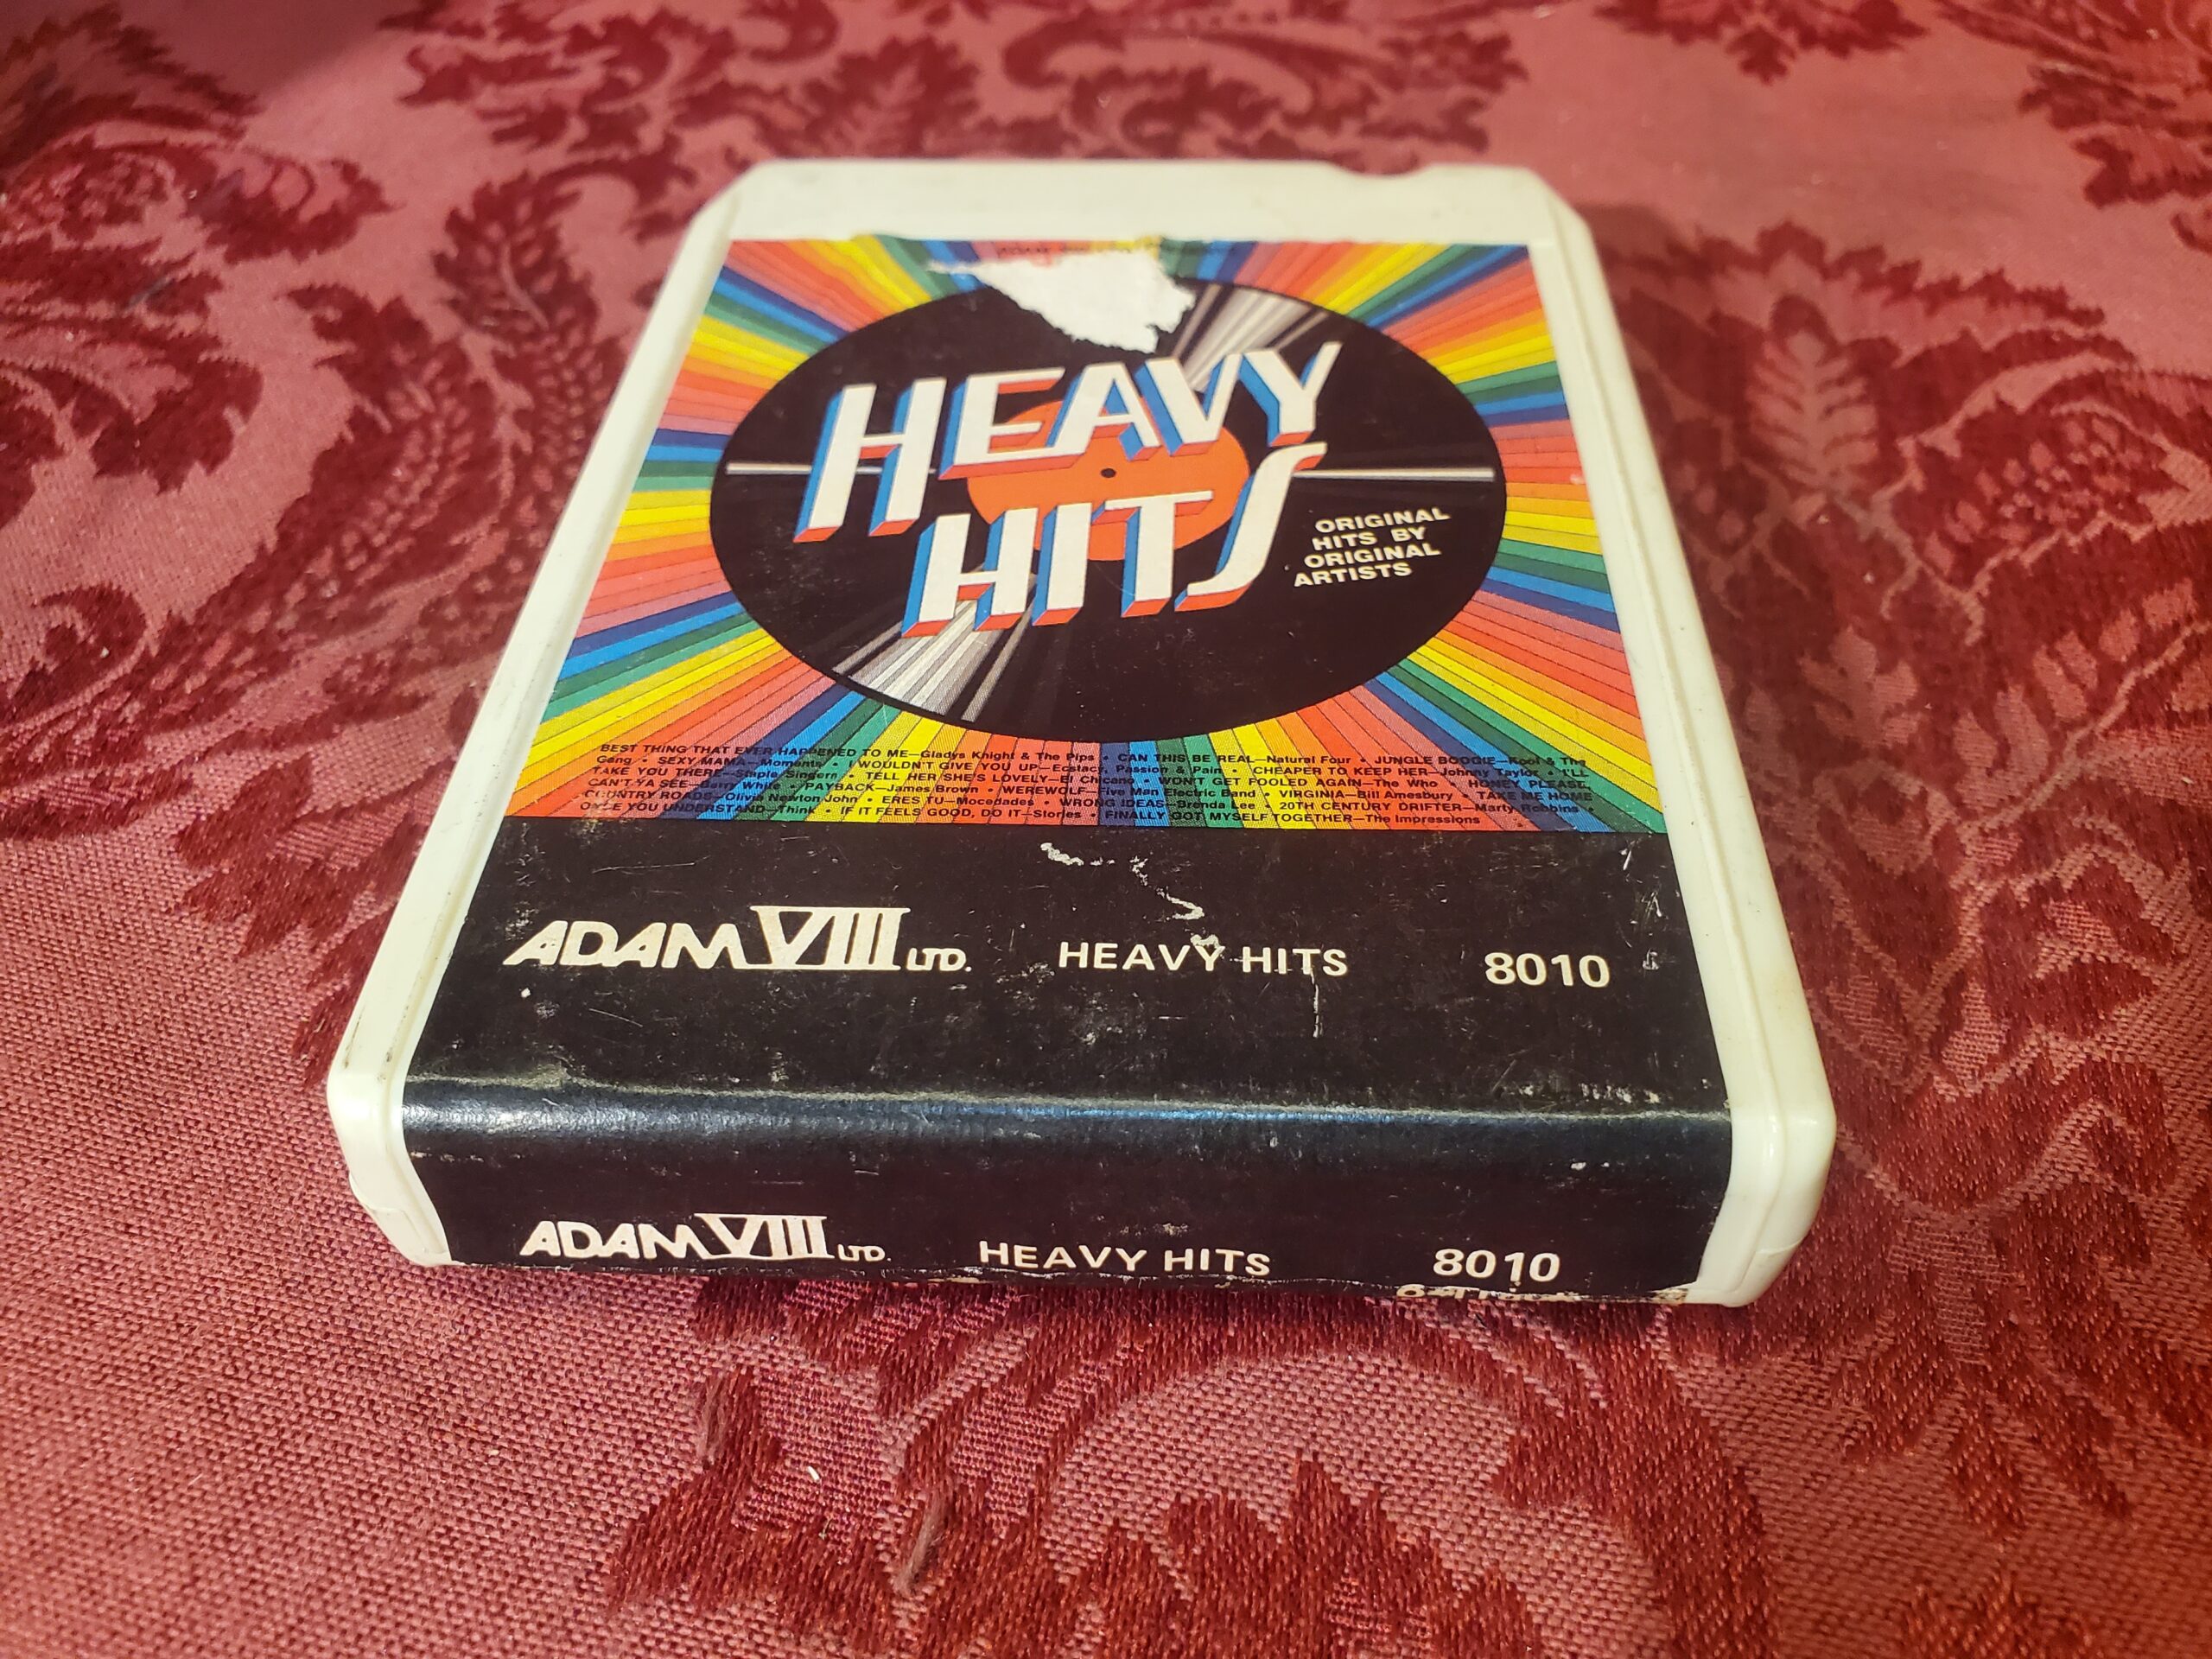 HEAVY
HITS
ORIGINAL
HITS BY
ORIGINAL
ARTISTS
BEST THING THAT EVER HAPPENED TO ME—Gladys Knight & The Pips • CAN THIS BE REAL—Natural Four • JUNGLE BOOGIE—Kool & The
Gang • SEXY MAMA—Moments • I WOULDN'T GIVE YOU UP—Ecstacy, Passion & Pain • CHEAPER TO KEEP HER—Johnny Taylor • I'LL
TAKE YOU THERE—Staple Singers • TELL HER SHE'S LOVELY—El Chicano • WON'T GET FOOLED AGAIN—The Who • HONEY PLEASE,
CAN'T YA SEE—Barry White • PAYBACK—James Brown • WEREWOLF—Five Man Electric Band • VIRGINIA—Bill Amesbury • TAKE ME HOME
COUNTRY ROADS—Olivia Newton John • ERES TU—Mocedades • WRONG IDEAS—Brenda Lee • 20TH CENTURY DRIFTER—Marty Robbins •
ONCE YOU UNDERSTAND—Think • IF IT FEELS GOOD, DO IT—Stories • FINALLY GOT MYSELF TOGETHER—The Impressions
ADAM VIII LTD. HEAVY HITS 8010
ADAM VIII LTD. HEAVY HITS 8010